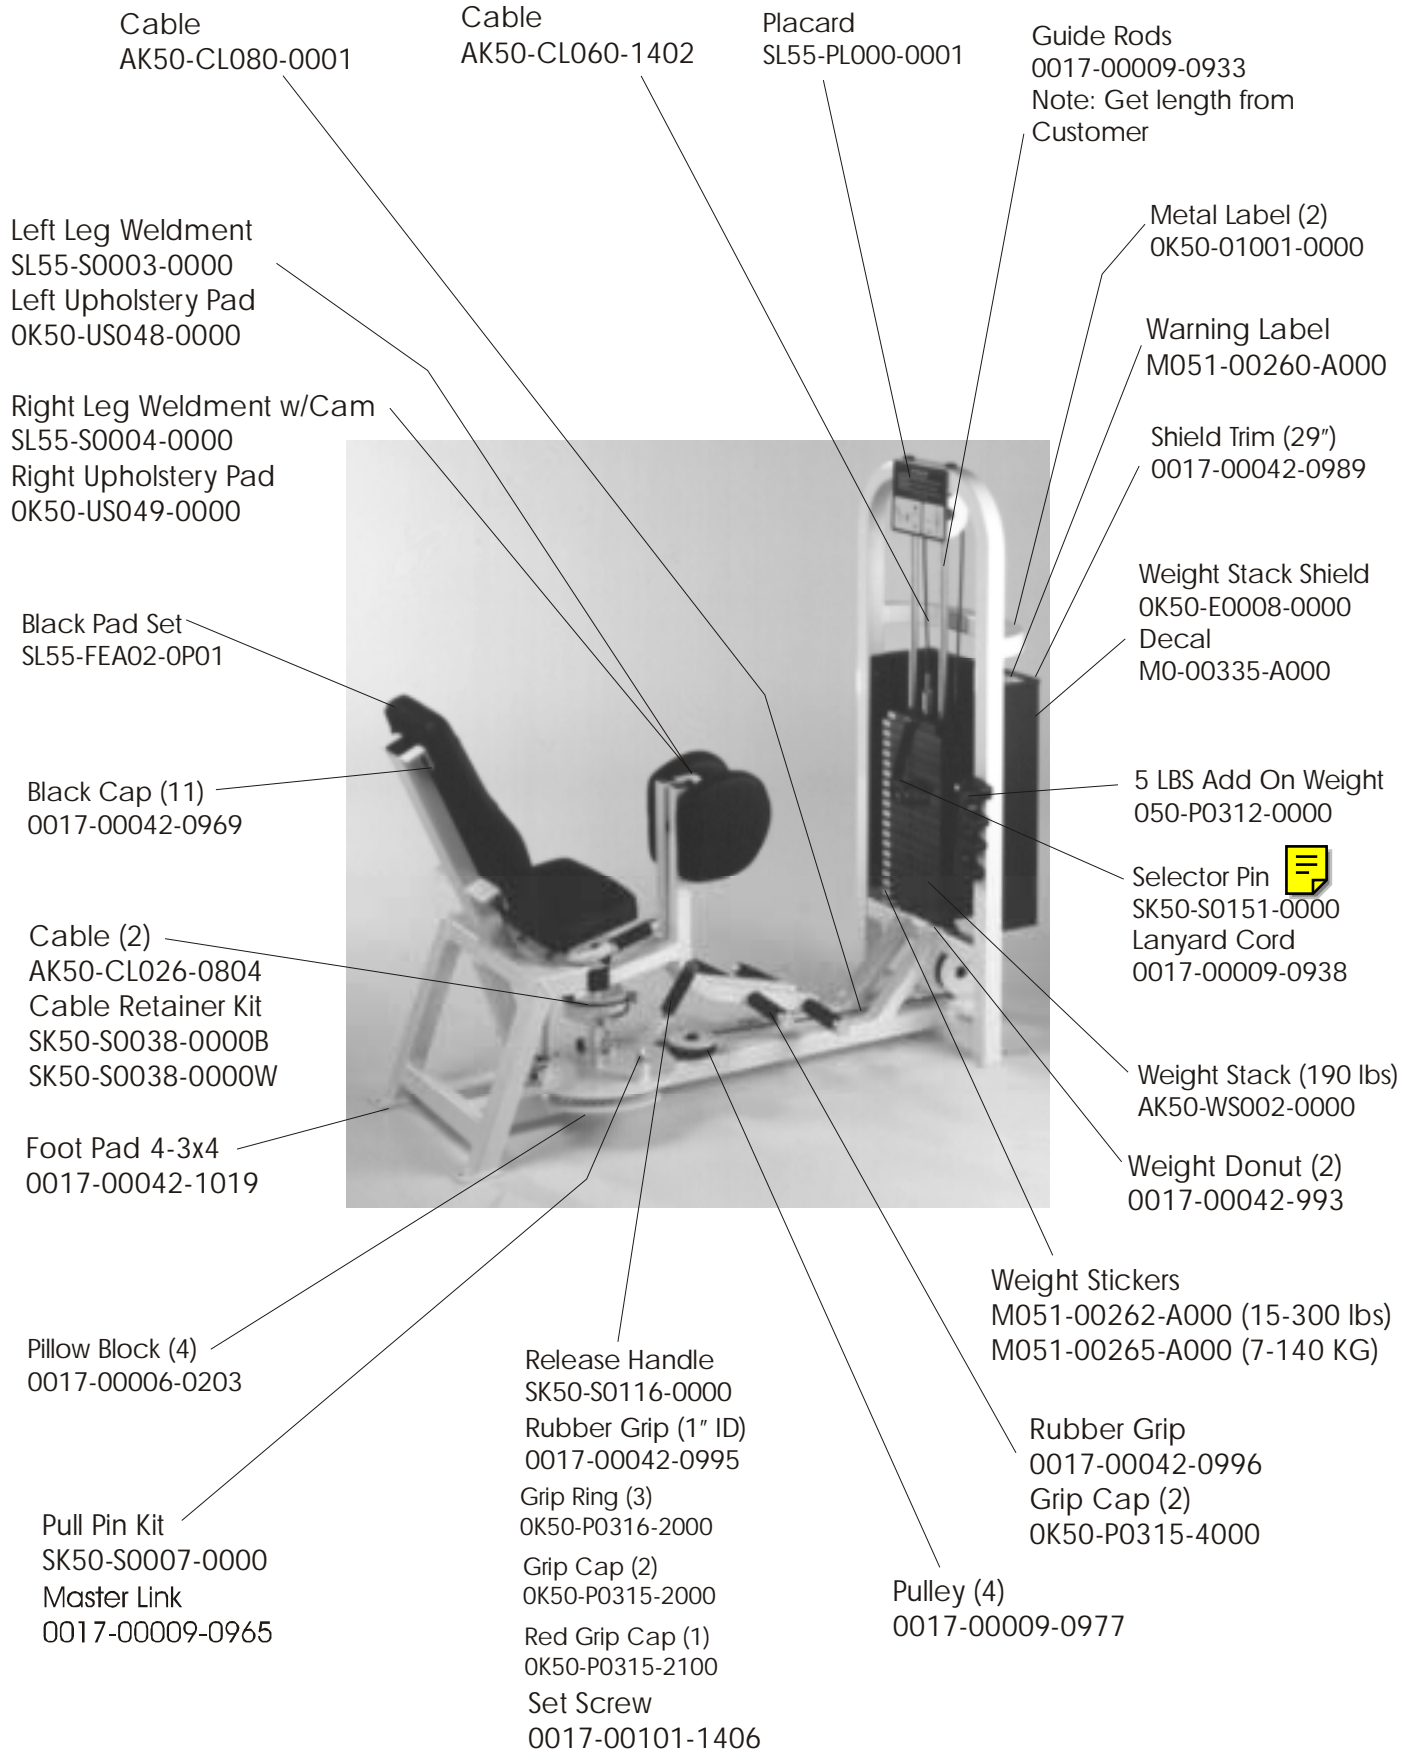 Cable
AK50-CL080-0001
Cable
AK50-CL060-1402
Placard
SL55-PL000-0001
Guide Rods
0017-00009-0933
Note: Get length from
Customer
Left Leg Weldment
SL55-S0003-0000
Left Upholstery Pad
0K50-US048-0000
Metal Label (2)
0K50-01001-0000
Warning Label
M051-00260-A000
Right Leg Weldment w/Cam
SL55-S0004-0000
Right Upholstery Pad
0K50-US049-0000
Shield Trim (29″)
0017-00042-0989
Weight Stack Shield
0K50-E0008-0000
Decal
M0-00335-A000
Black Pad Set
SL55-FEA02-0P01
Black Cap (11)
0017-00042-0969
5 LBS Add On Weight
050-P0312-0000
Selector Pin
SK50-S0151-0000
Lanyard Cord
0017-00009-0938
Cable (2)
AK50-CL026-0804
Cable Retainer Kit
SK50-S0038-0000B
SK50-S0038-0000W
Weight Stack (190 lbs)
AK50-WS002-0000
Foot Pad 4-3x4
0017-00042-1019
Weight Donut (2)
0017-00042-993
Weight Stickers
M051-00262-A000 (15-300 lbs)
M051-00265-A000 (7-140 KG)
Pillow Block (4)
0017-00006-0203
Release Handle
SK50-S0116-0000
Rubber Grip (1″ ID)
0017-00042-0995
Grip Ring (3)
0K50-P0316-2000
Grip Cap (2)
0K50-P0315-2000
Red Grip Cap (1)
0K50-P0315-2100
Set Screw
0017-00101-1406
Rubber Grip
0017-00042-0996
Grip Cap (2)
0K50-P0315-4000
Pull Pin Kit
SK50-S0007-0000
Master Link
0017-00009-0965
Pulley (4)
0017-00009-0977